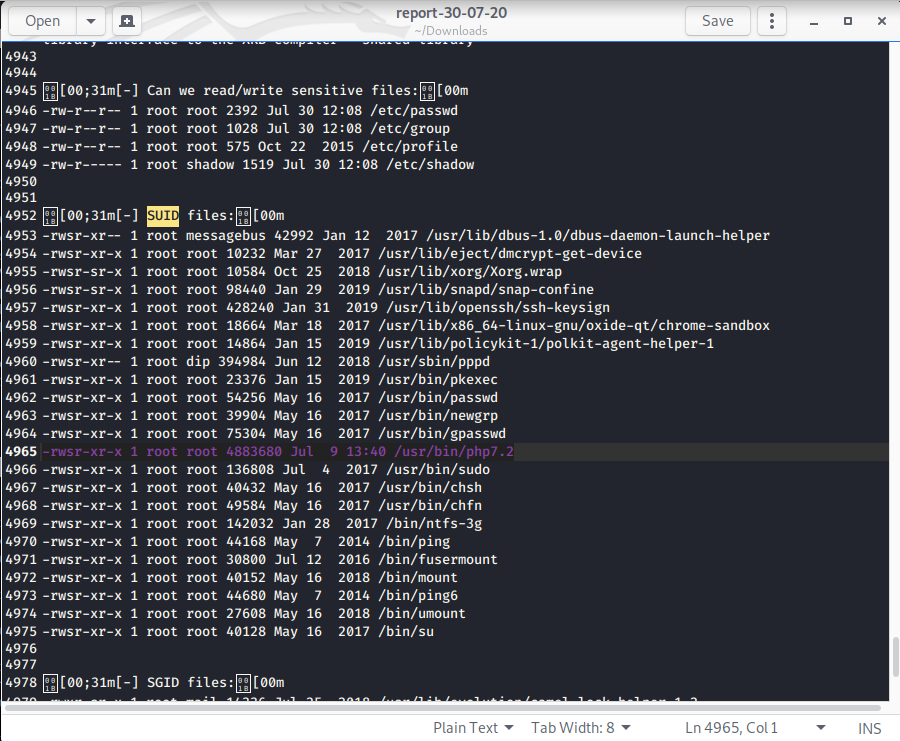 Open
report-30-07-20
~/Downloads
Save
library interface to the XKB compiler - shared library
4943
4944
4945 [00;31m[-] Can we read/write sensitive files:[00m
4946 -rw-r--r-- 1 root root 2392 Jul 30 12:08 /etc/passwd
4947 -rw-r--r-- 1 root root 1028 Jul 30 12:08 /etc/group
4948 -rw-r--r-- 1 root root 575 Oct 22  2015 /etc/profile
4949 -rw-r----- 1 root shadow 1519 Jul 30 12:08 /etc/shadow
4950
4951
4952 [00;31m[-] SUID files:[00m
4953 -rwsr-xr-- 1 root messagebus 42992 Jan 12  2017 /usr/lib/dbus-1.0/dbus-daemon-launch-helper
4954 -rwsr-xr-x 1 root root 10232 Mar 27  2017 /usr/lib/eject/dmcrypt-get-device
4955 -rwsr-sr-x 1 root root 10584 Oct 25  2018 /usr/lib/xorg/Xorg.wrap
4956 -rwsr-sr-x 1 root root 98440 Jan 29  2019 /usr/lib/snapd/snap-confine
4957 -rwsr-xr-x 1 root root 428240 Jan 31  2019 /usr/lib/openssh/ssh-keysign
4958 -rwsr-xr-x 1 root root 18664 Mar 18  2017 /usr/lib/x86_64-linux-gnu/oxide-qt/chrome-sandbox
4959 -rwsr-xr-x 1 root root 14864 Jan 15  2019 /usr/lib/policykit-1/polkit-agent-helper-1
4960 -rwsr-xr-- 1 root dip 394984 Jun 12  2018 /usr/sbin/pppd
4961 -rwsr-xr-x 1 root root 23376 Jan 15  2019 /usr/bin/pkexec
4962 -rwsr-xr-x 1 root root 54256 May 16  2017 /usr/bin/passwd
4963 -rwsr-xr-x 1 root root 39904 May 16  2017 /usr/bin/newgrp
4964 -rwsr-xr-x 1 root root 75304 May 16  2017 /usr/bin/gpasswd
4965 -rwsr-xr-x 1 root root 4883680 Jul  9 13:40 /usr/bin/php7.2
4966 -rwsr-xr-x 1 root root 136808 Jul  4  2017 /usr/bin/sudo
4967 -rwsr-xr-x 1 root root 40432 May 16  2017 /usr/bin/chsh
4968 -rwsr-xr-x 1 root root 49584 May 16  2017 /usr/bin/chfn
4969 -rwsr-xr-x 1 root root 142032 Jan 28  2017 /bin/ntfs-3g
4970 -rwsr-xr-x 1 root root 44168 May  7  2014 /bin/ping
4971 -rwsr-xr-x 1 root root 30800 Jul 12  2016 /bin/fusermount
4972 -rwsr-xr-x 1 root root 40152 May 16  2018 /bin/mount
4973 -rwsr-xr-x 1 root root 44680 May  7  2014 /bin/ping6
4974 -rwsr-xr-x 1 root root 27608 May 16  2018 /bin/umount
4975 -rwsr-xr-x 1 root root 40128 May 16  2017 /bin/su
4976
4977
4978 [00;31m[-] SGID files:[00m
Plain Text
Tab Width: 8
Ln 4965, Col 1
INS